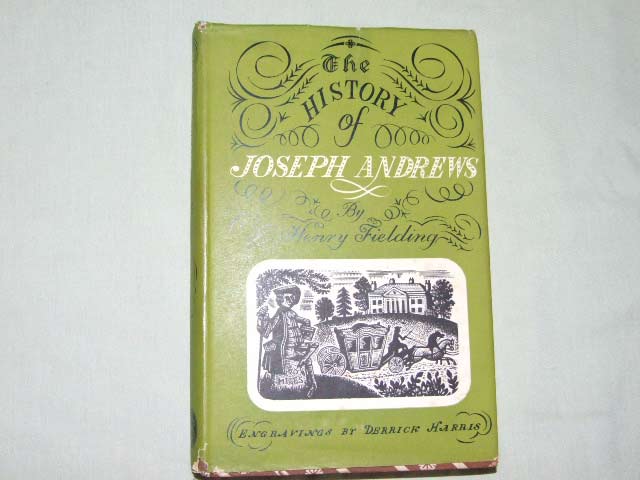 The
HISTORY
of
JOSEPH ANDREWS
By
Henry Fielding
ENGRAVINGS BY DERRICK HARRIS